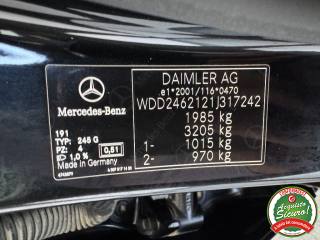 DAIMLER AG
e1*2001/116*0470
WDD2462121J317242
1985 kg
3205 kg
1- 1015 kg
2- 970 kg
Mercedes-Benz
191
TYP: 245 G
PZ: 4 0,51
1,0 %
Made in Germany
Acquisto
Sicuro!